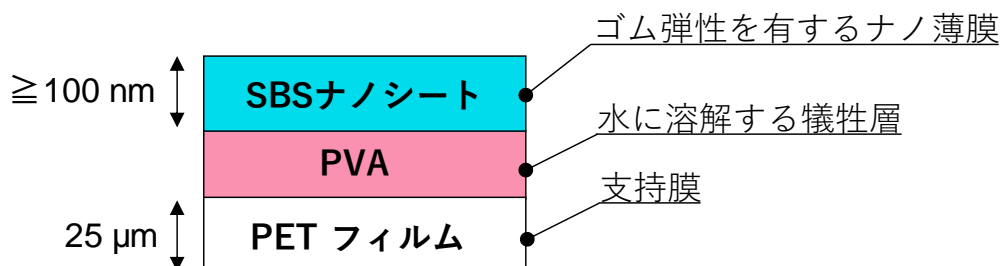 ゴム弾性を有するナノ薄膜
≧100 nm
SBSナノシート
水に溶解する犠牲層
PVA
支持膜
25 μm
PET フィルム